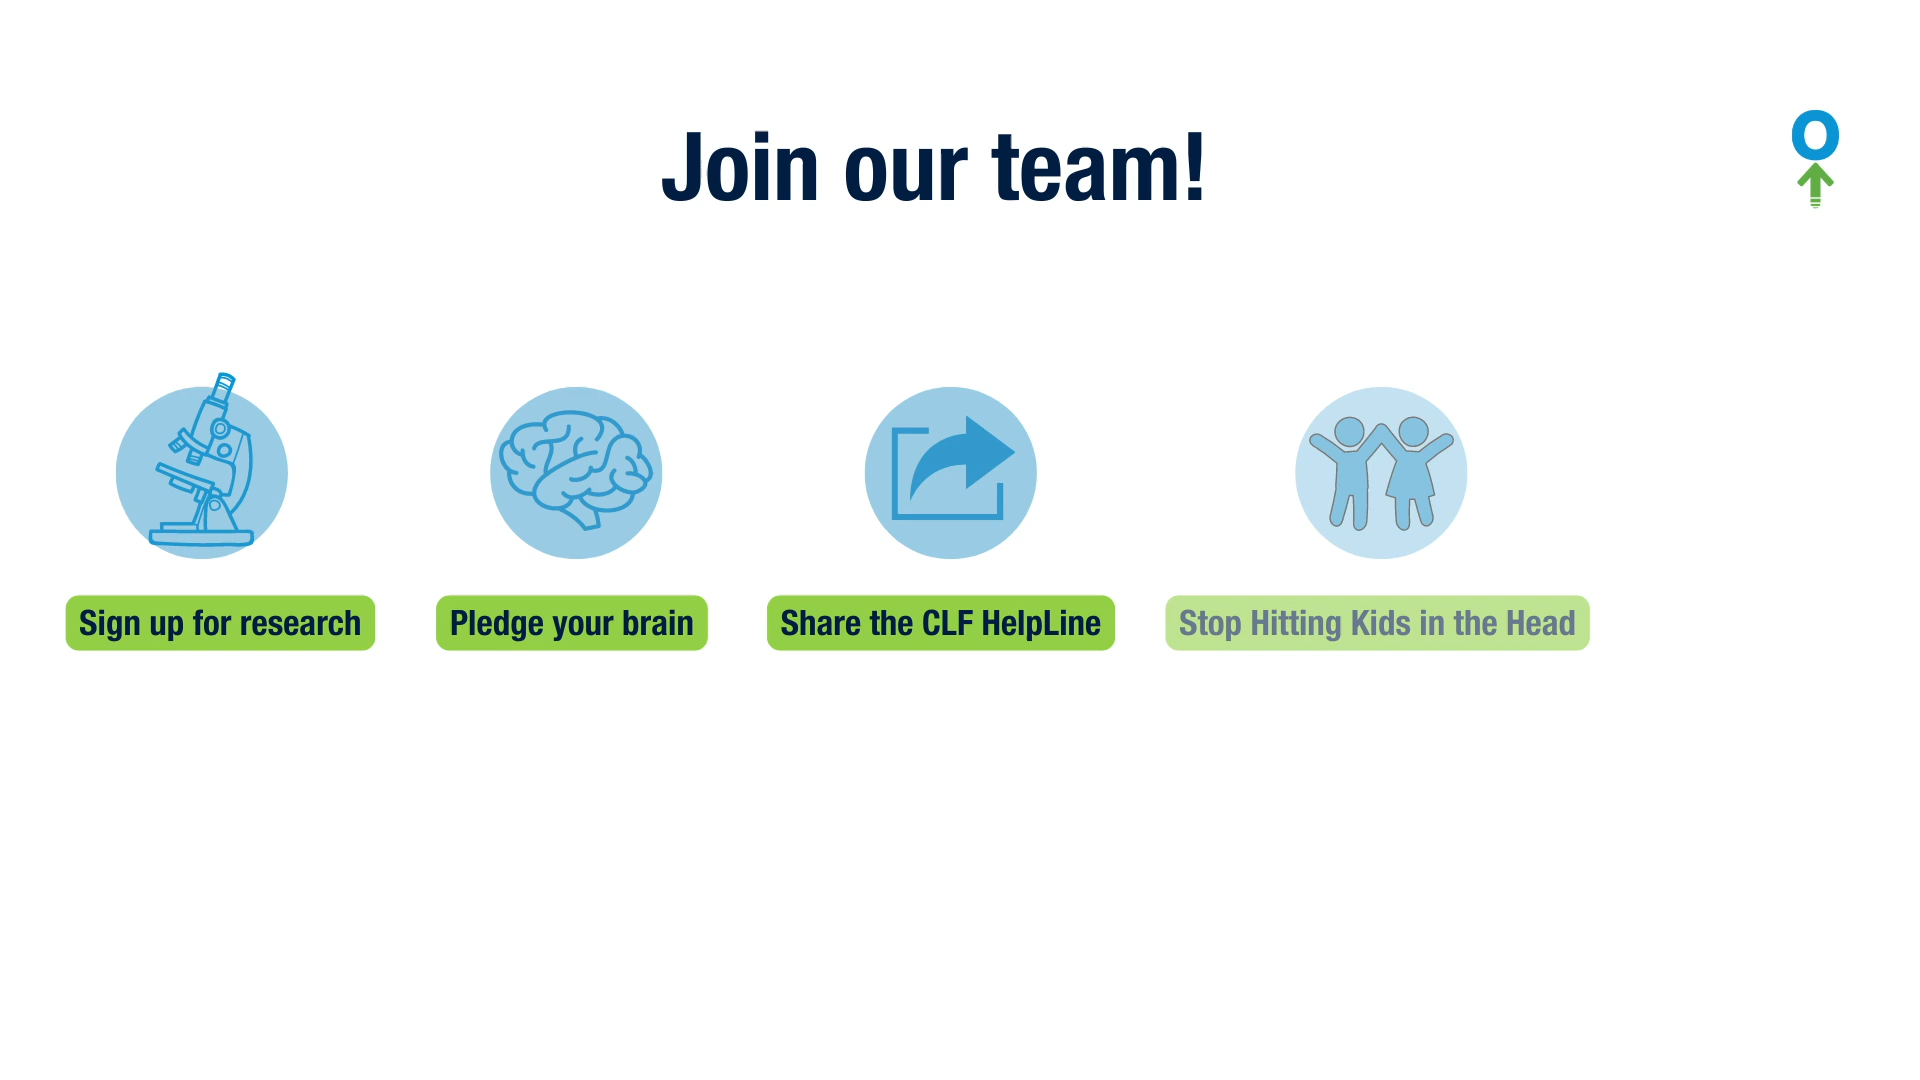 Join our team!
Sign up for research
Pledge your brain
Share the CLF HelpLine
Stop Hitting Kids in the Head